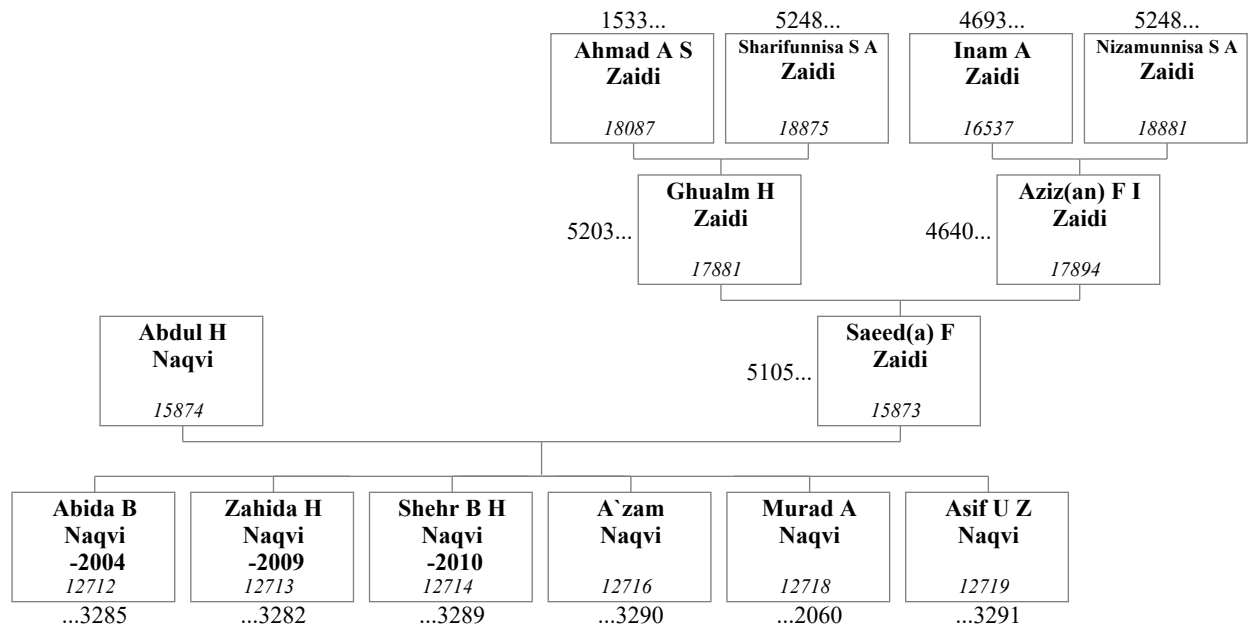 1533...
5248...
4693...
5248...
Ahmad A S
Zaidi
18087
Sharifunnisa S A
Zaidi
18875
Inam A
Zaidi
16537
Nizamunnisa S A
Zaidi
18881
5203...
Ghualm H
Zaidi
17881
4640...
Aziz(an) F I
Zaidi
17894
Abdul H
Naqvi
15874
5105...
Saeed(a) F
Zaidi
15873
Abida B
Naqvi
-2004
12712
...3285
Zahida H
Naqvi
-2009
12713
...3282
Shehr B H
Naqvi
-2010
12714
...3289
A`zam
Naqvi
12716
...3290
Murad A
Naqvi
12718
...2060
Asif U Z
Naqvi
12719
...3291